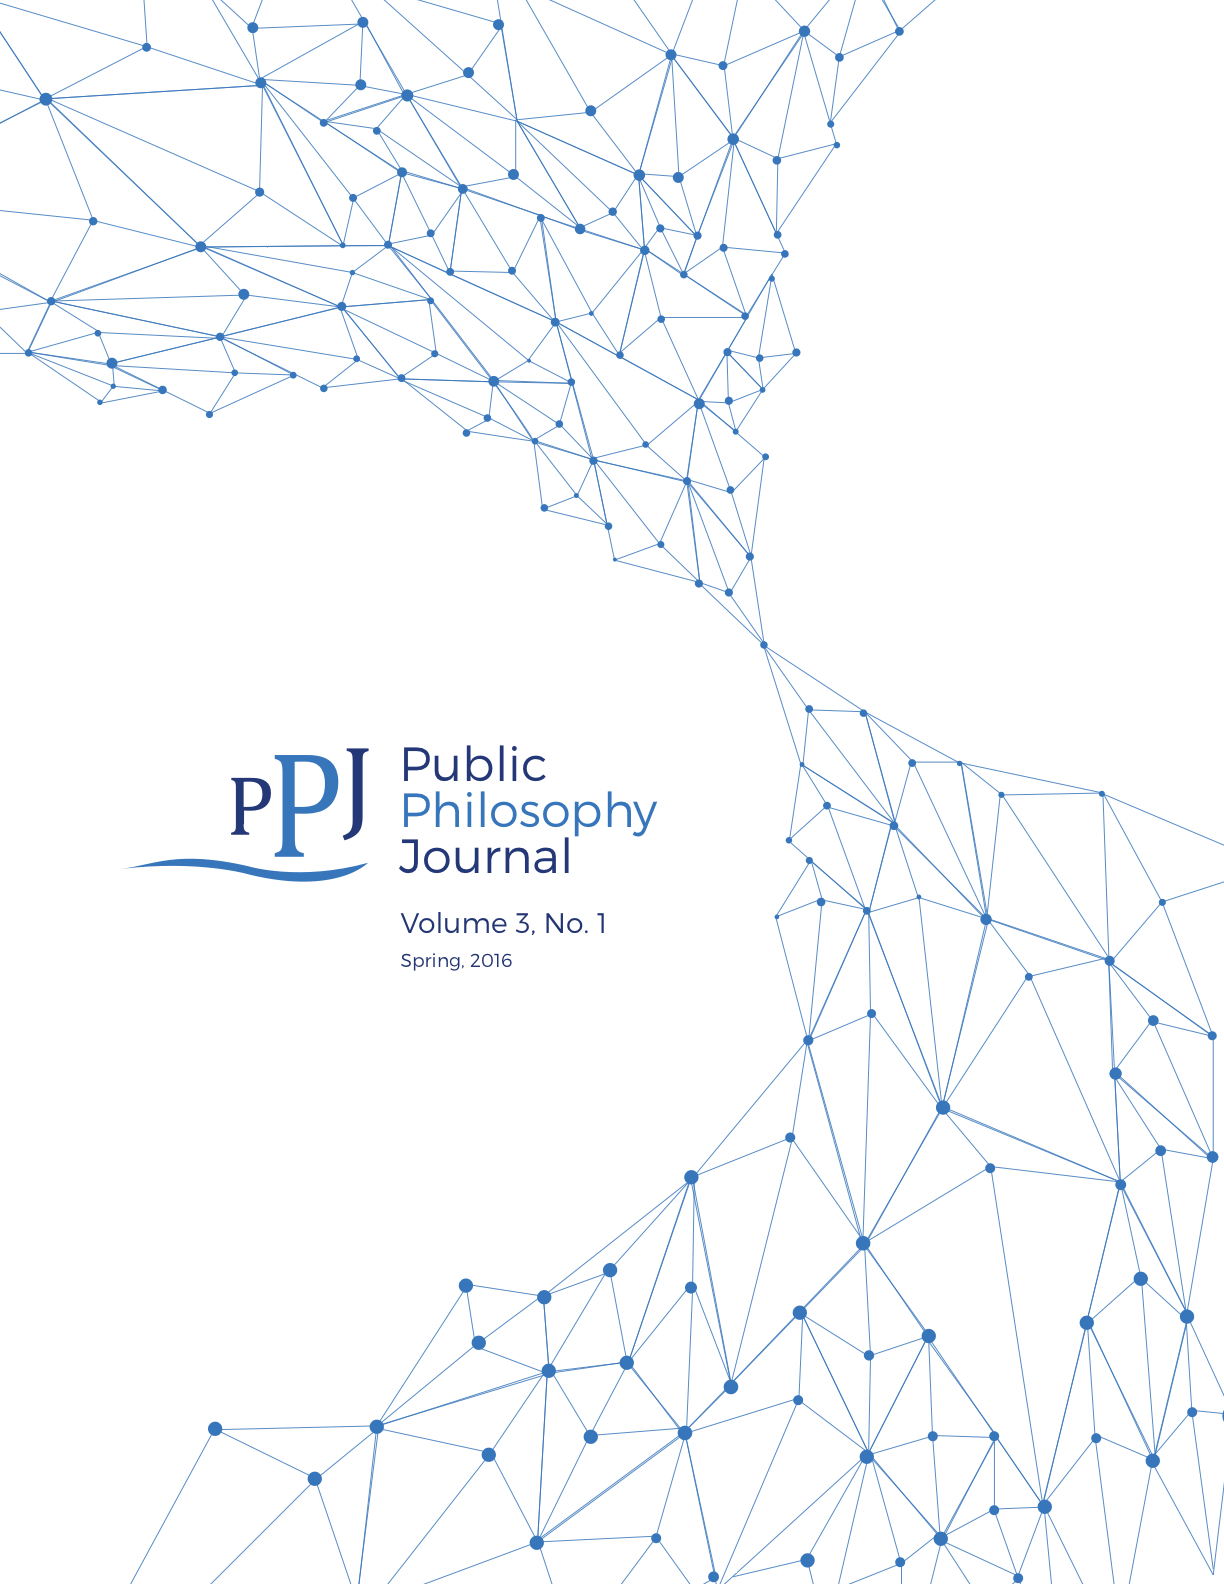 PPJ
Public
Philosophy
Journal
Volume 3, No. 1
Spring, 2016